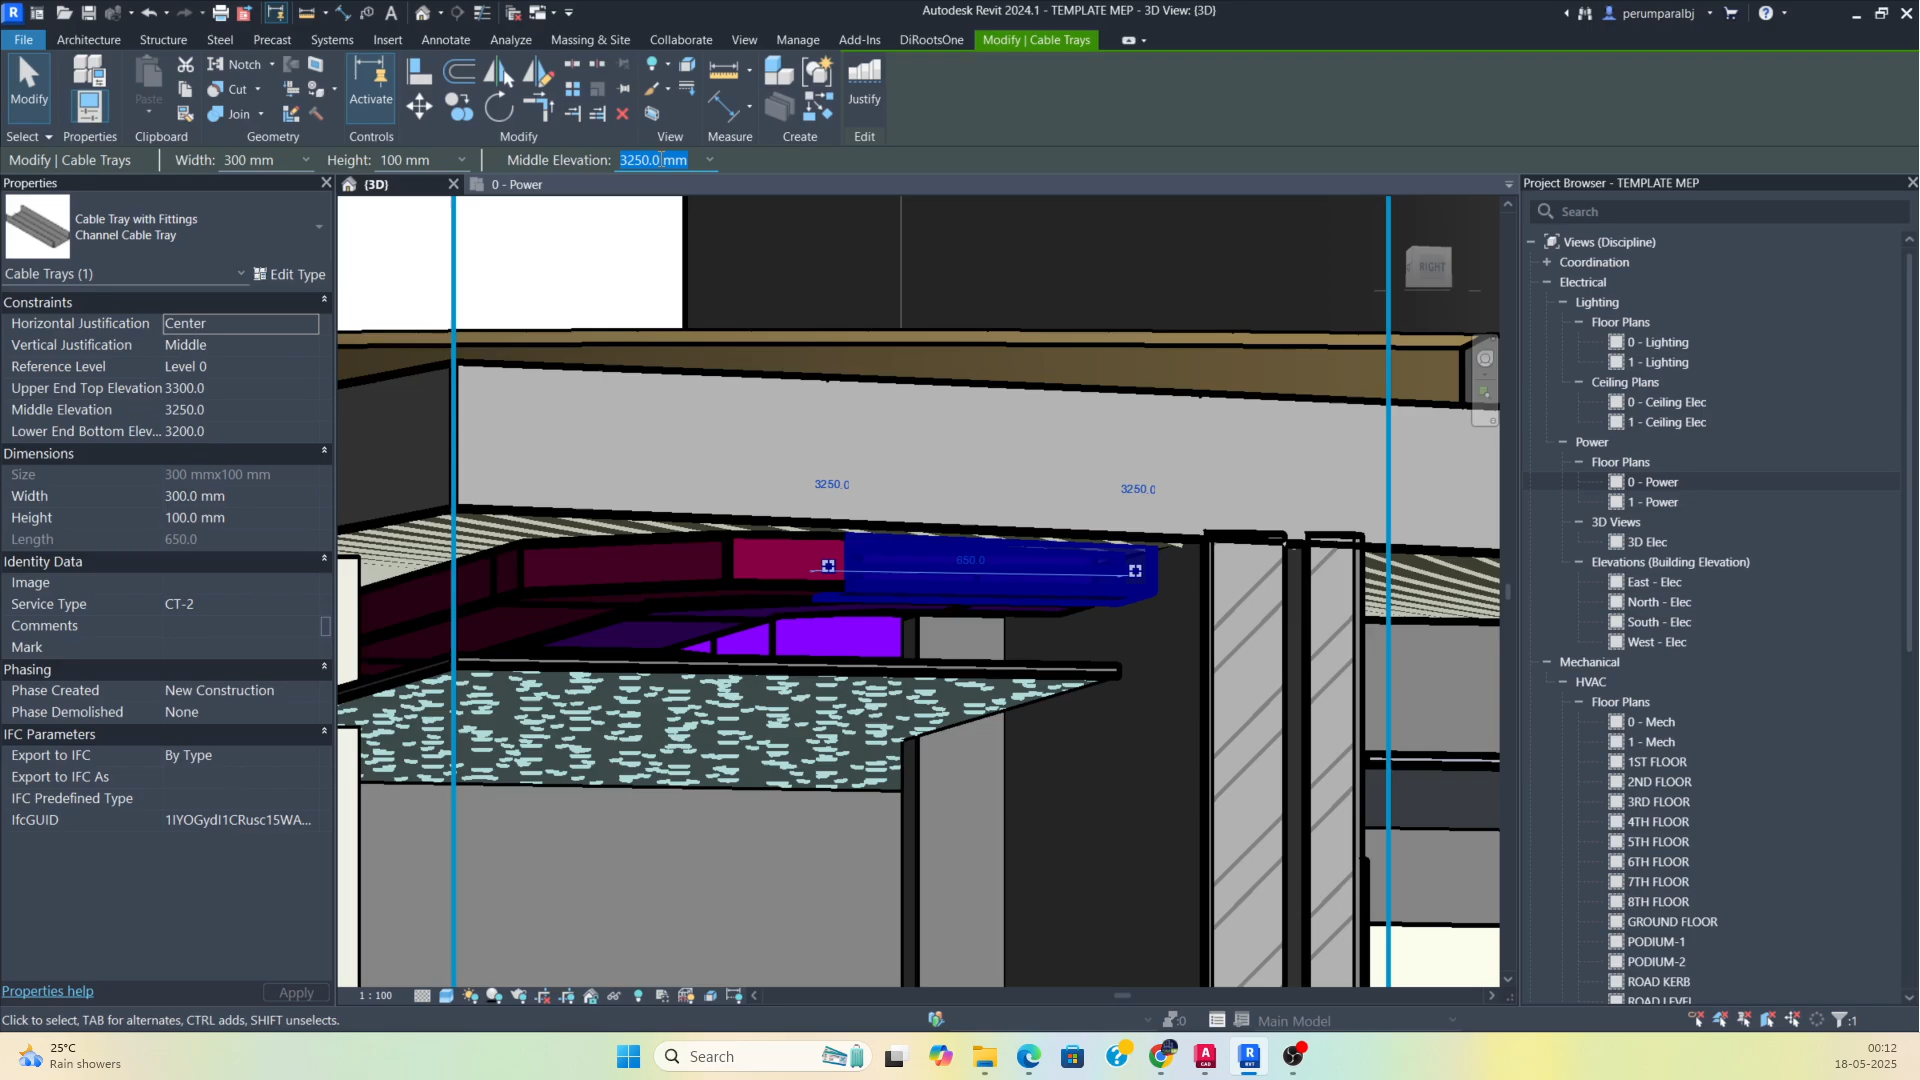 Autodesk Revit 2024.1 - TEMPLATE MEP - 3D View: {3D}
perumparalbj
File Architecture Structure Steel Precast Systems Insert Annotate Analyze Massing & Site Collaborate View Manage Add-Ins DiRootsOne Modify | Cable Trays
Modify
Paste
Notch
Cut
Join
Activate
Justify
Select Properties Clipboard Geometry Controls Modify View Measure Create Edit
Modify | Cable Trays Width: 300 mm Height: 100 mm Middle Elevation: 3250.0 mm
Properties
Cable Tray with Fittings
Channel Cable Tray
Cable Trays (1) Edit Type
Constraints
Horizontal Justification Center
Vertical Justification Middle
Reference Level Level 0
Upper End Top Elevation 3300.0
Middle Elevation 3250.0
Lower End Bottom Elev... 3200.0
Dimensions
Size 300 mmx100 mm
Width 300.0 mm
Height 100.0 mm
Length 650.0
Identity Data
Image
Service Type CT-2
Comments
Mark
Phasing
Phase Created New Construction
Phase Demolished None
IFC Parameters
Export to IFC By Type
Export to IFC As
IFC Predefined Type
IfcGUID 1IYOGydI1CRusc15WA...
Properties help Apply
{3D} 0 - Power
RIGHT
3250.0 3250.0
650.0
1 : 100
Project Browser - TEMPLATE MEP
Search
Views (Discipline)
Coordination
Electrical
Lighting
Floor Plans
0 - Lighting
1 - Lighting
Ceiling Plans
0 - Ceiling Elec
1 - Ceiling Elec
Power
Floor Plans
0 - Power
1 - Power
3D Views
3D Elec
Elevations (Building Elevation)
East - Elec
North - Elec
South - Elec
West - Elec
Mechanical
HVAC
Floor Plans
0 - Mech
1 - Mech
1ST FLOOR
2ND FLOOR
3RD FLOOR
4TH FLOOR
5TH FLOOR
6TH FLOOR
7TH FLOOR
8TH FLOOR
GROUND FLOOR
PODIUM-1
PODIUM-2
ROAD KERB
ROAD LEVEL
Click to select, TAB for alternates, CTRL adds, SHIFT unselects.
:0
Main Model
:1
25°C
Rain showers
Search
00:12
18-05-2025